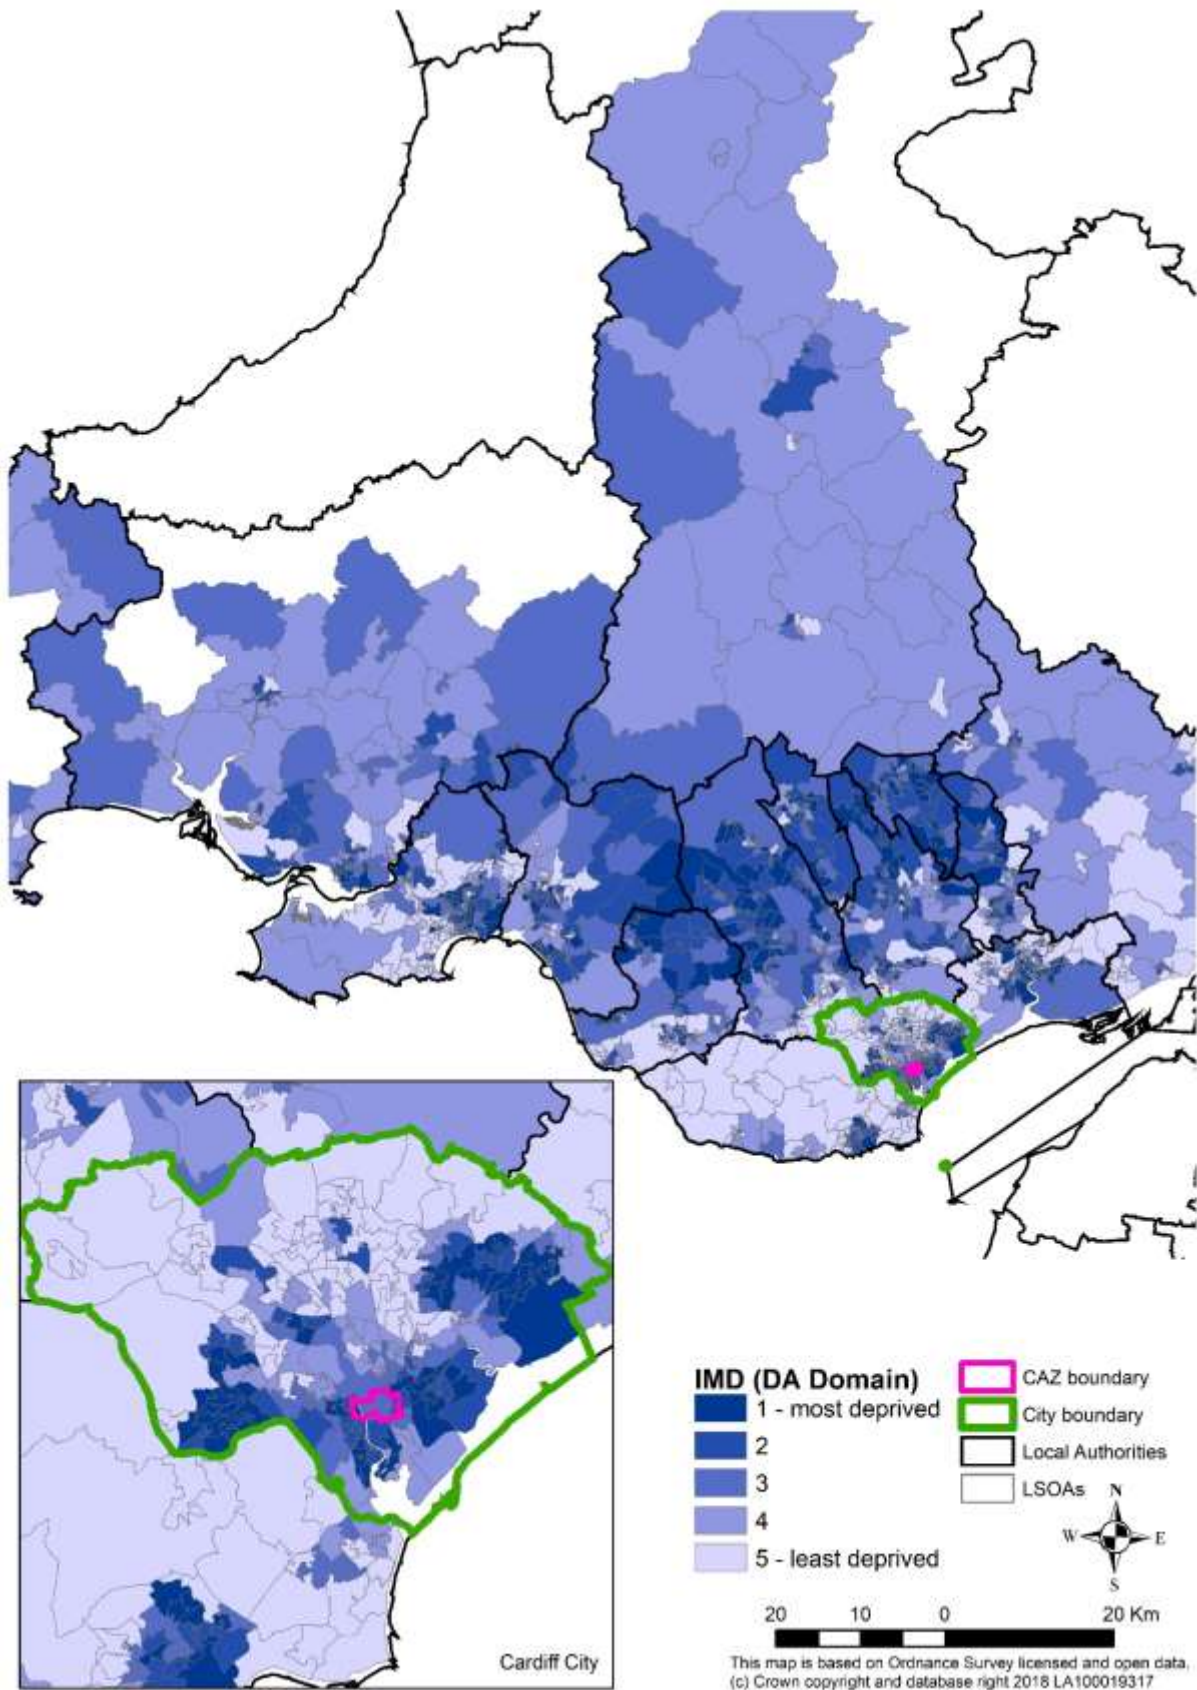 Cardiff City
IMD (DA Domain)
1 - most deprived
2
3
4
5 - least deprived
CAZ boundary
City boundary
Local Authorities
LSOAs
N
W
E
S
20 10 0 20 Km
This map is based on Ordnance Survey licensed and open data.
(c) Crown copyright and database right 2018 LA100019317